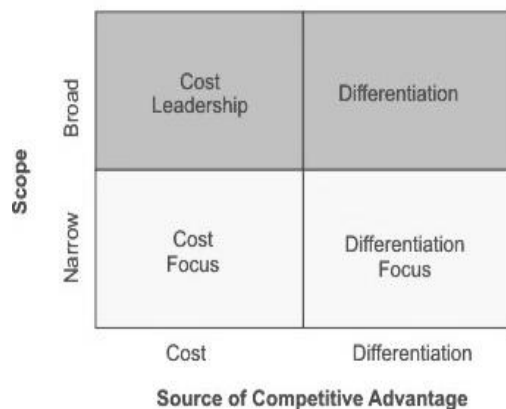 Scope
Broad
Cost
Leadership
Differentiation
Narrow
Cost
Focus
Differentiation
Focus
Cost
Differentiation
Source of Competitive Advantage